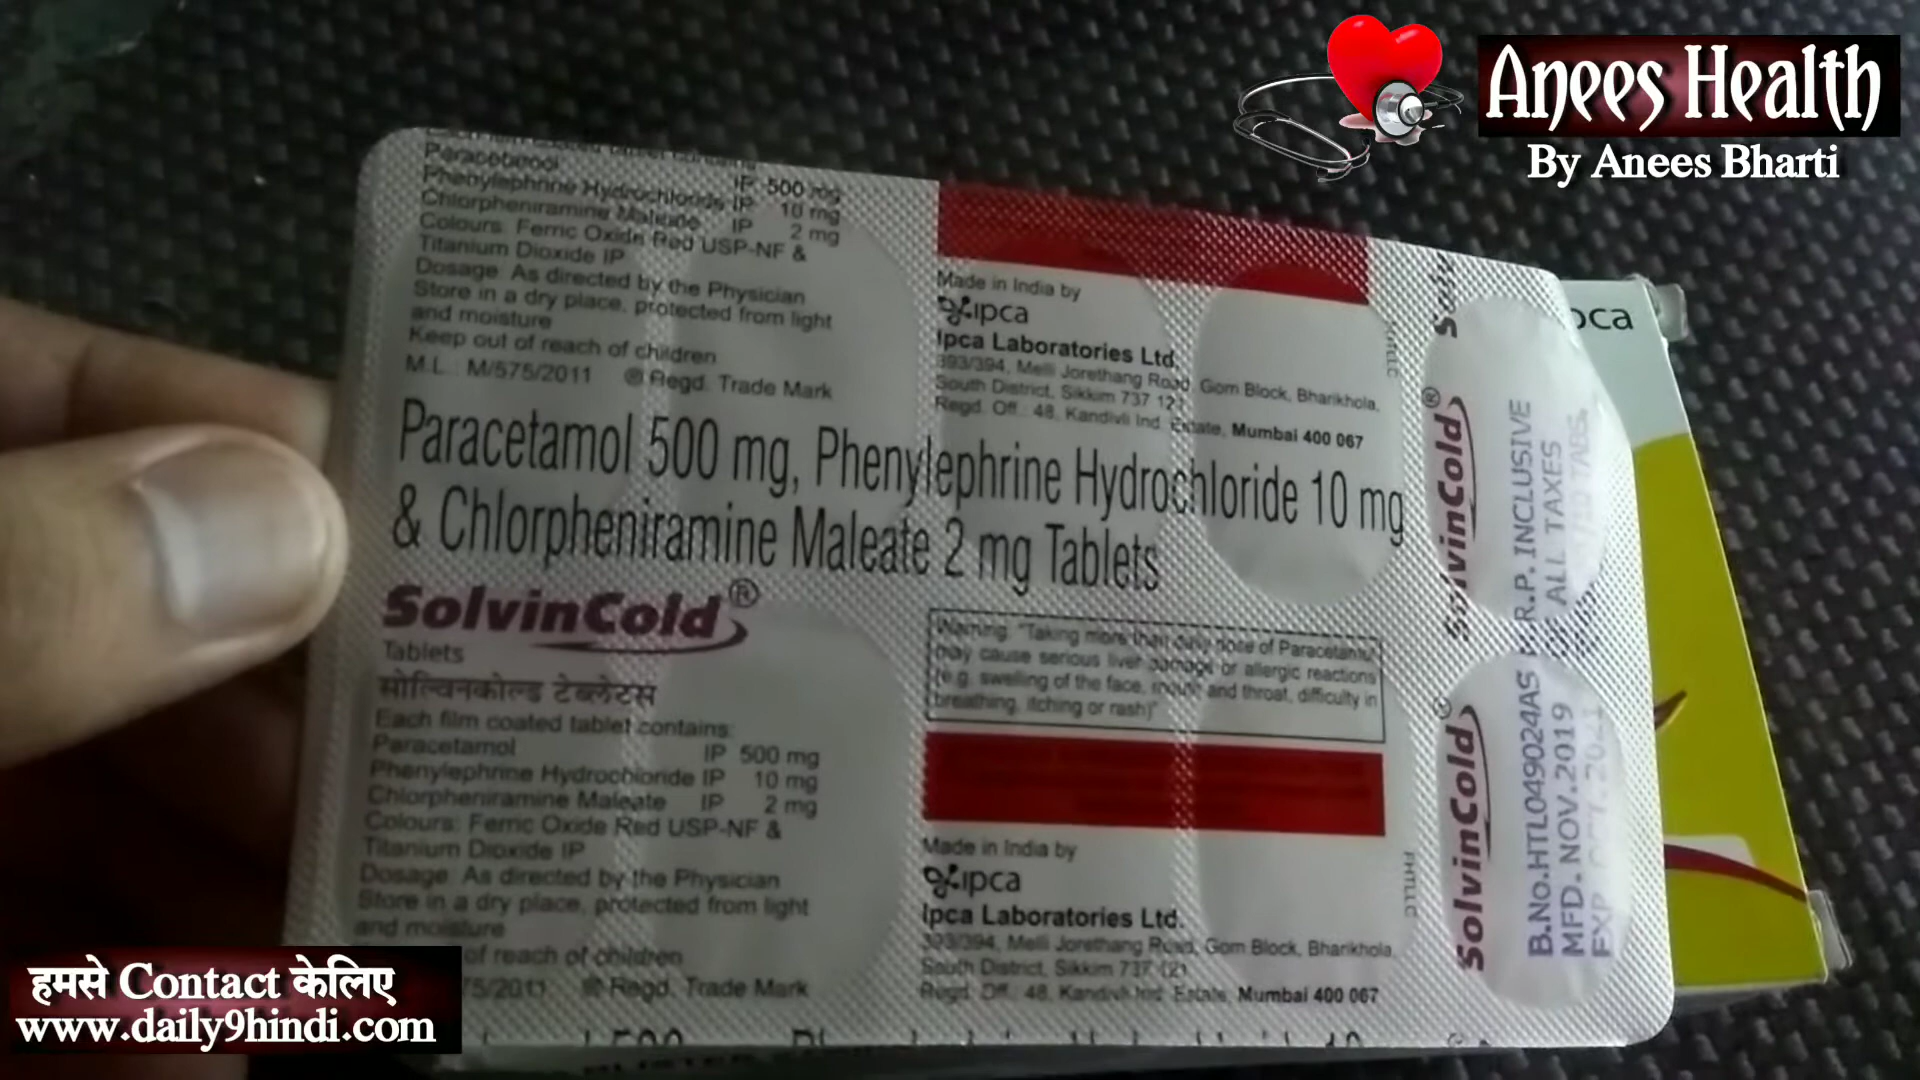 Anees Health
By Anees Bharti
Paracetamol
IP 500 mg
Phenylephrine Hydrochloride IP 10 mg
Chlorpheniramine Maleate IP 2 mg
Colours: Ferric Oxide Red USP-NF &
Titanium Dioxide IP
Dosage: As directed by the Physician
Store in a dry place, protected from light
and moisture
Keep out of reach of children
M.L.: M/575/2011 ® Regd. Trade Mark
Made in India by
ipca
Ipca Laboratories Ltd.
393/394, Melli Jorethang Road, Gom Block, Bharikhola,
South District, Sikkim 737 121
Regd. Off.: 48, Kandivli Ind. Estate, Mumbai 400 067
Paracetamol 500 mg, Phenylephrine Hydrochloride 10 mg
& Chlorpheniramine Maleate 2 mg Tablets
SolvinCold®
Tablets
सोल्विनकोल्ड टेब्लेटस
Each film coated tablet contains:
Paracetamol IP 500 mg
Phenylephrine Hydrochloride IP 10 mg
Chlorpheniramine Maleate IP 2 mg
Colours: Ferric Oxide Red USP-NF &
Titanium Dioxide IP
Dosage: As directed by the Physician
Store in a dry place, protected from light
and moisture
of reach of children
75/2011 ® Regd. Trade Mark
Warning: "Taking more than daily dose of Paracetamol
may cause serious liver damage or allergic reactions
(e.g. swelling of the face, mouth and throat, difficulty in
breathing, itching or rash)"
Made in India by
ipca
Ipca Laboratories Ltd.
393/394, Melli Jorethang Road, Gom Block, Bharikhola,
South District, Sikkim 737 121
Regd. Off.: 48, Kandivli Ind. Estate, Mumbai 400 067
PHTLLC
SolvinCold®
SolvinCold®
R.P. INCLUSIVE
ALL TAXES
B.No.HTL049024AS
MFD. NOV.2019
EXP. OCT.2021
pca
हमसे Contact केलिए
www.daily9hindi.com